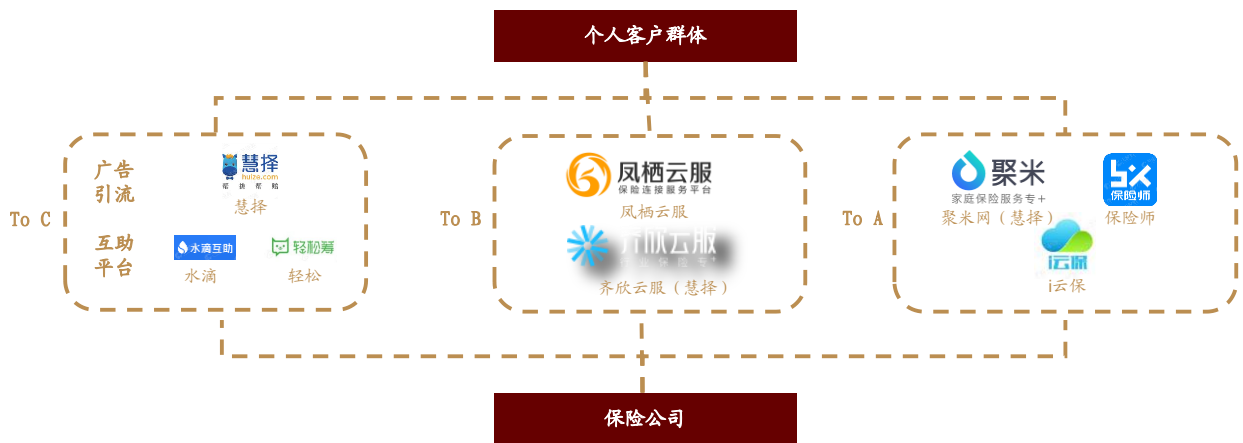 个人客户群体
To C
广告
引流
慧择
huize.com
帮挑帮赔
慧择
互助
平台
水滴互助
水滴
轻松筹
轻松
To B
凤栖云服
保险连接服务平台
凤栖云服
齐欣云服
齐欣云服（慧择）
To A
聚米
家庭保险服务专+
聚米网（慧择）
保险师
保险师
i云保
i云保
保险公司